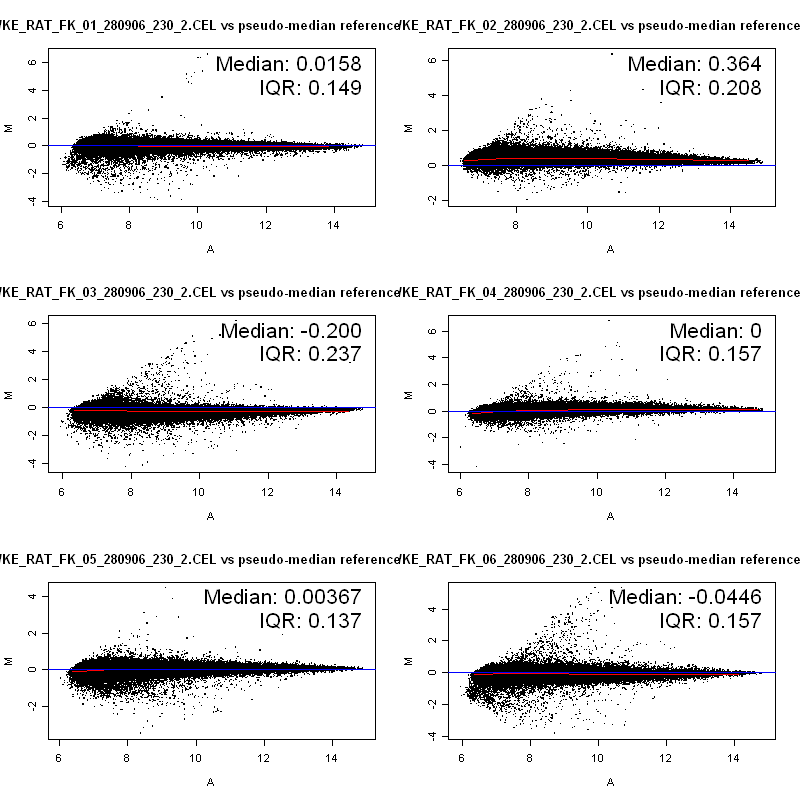 /KE_RAT_FK_01_280906_230_2.CEL vs pseudo-median reference
Median: 0.0158
IQR: 0.149
M
6
4
2
0
-2
-4
6 8 10 12 14
A
/KE_RAT_FK_02_280906_230_2.CEL vs pseudo-median reference
Median: 0.364
IQR: 0.208
M
6
4
2
0
-2
8 10 12 14
A
/KE_RAT_FK_03_280906_230_2.CEL vs pseudo-median reference
Median: -0.200
IQR: 0.237
M
6
4
2
0
-2
-4
6 8 10 12 14
A
/KE_RAT_FK_04_280906_230_2.CEL vs pseudo-median reference
Median: 0
IQR: 0.157
M
6
4
2
0
-2
-4
6 8 10 12 14
A
/KE_RAT_FK_05_280906_230_2.CEL vs pseudo-median reference
Median: 0.00367
IQR: 0.137
M
4
2
0
-2
6 8 10 12 14
A
/KE_RAT_FK_06_280906_230_2.CEL vs pseudo-median reference
Median: -0.0446
IQR: 0.157
M
4
2
0
-2
-4
6 8 10 12 14
A